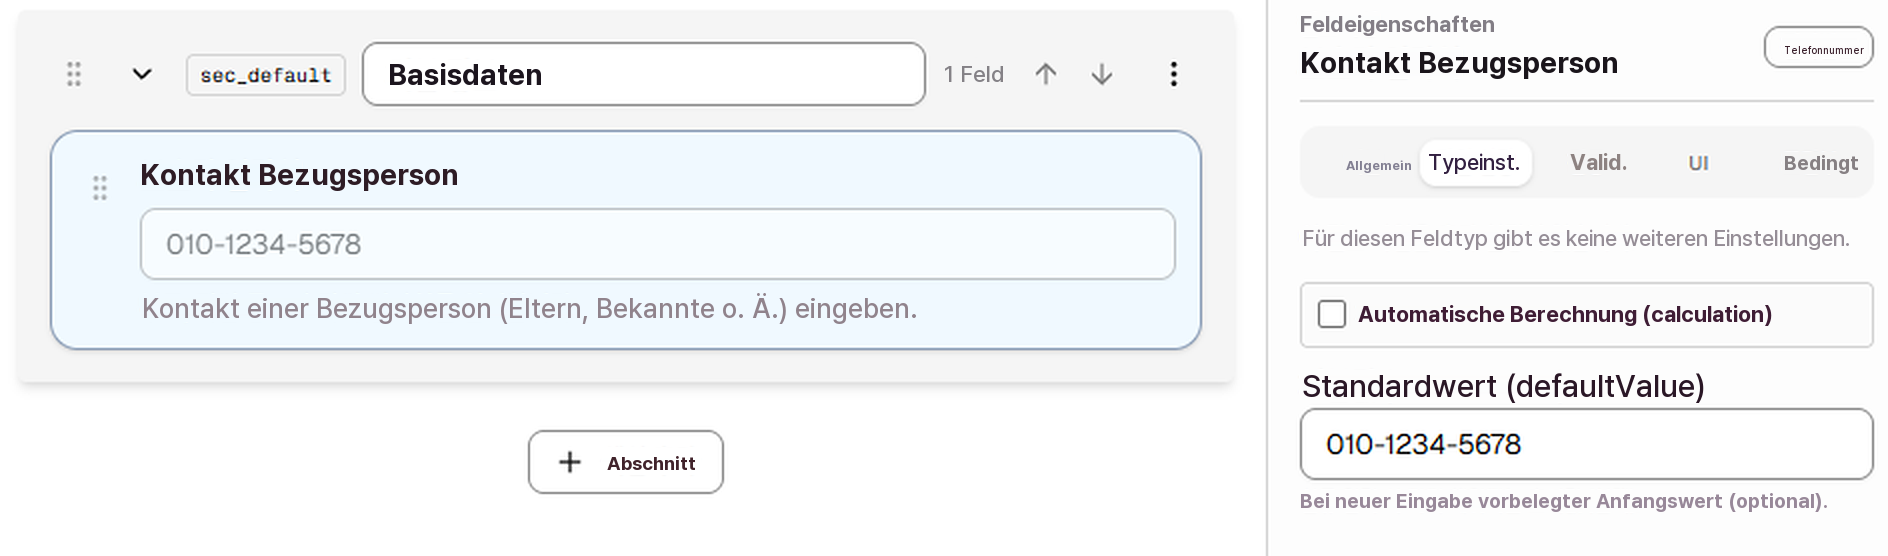 sec_default Basisdaten 1 Feld
Kontakt Bezugsperson
010-1234-5678
Kontakt einer Bezugsperson (Eltern, Bekannte o. Ä.) eingeben.
+ Abschnitt
Feldeigenschaften
Kontakt Bezugsperson
Telefonnummer
Allgemein Typeinst. Valid. UI Bedingt
Für diesen Feldtyp gibt es keine weiteren Einstellungen.
Automatische Berechnung (calculation)
Standardwert (defaultValue)
010-1234-5678
Bei neuer Eingabe vorbelegter Anfangswert (optional).